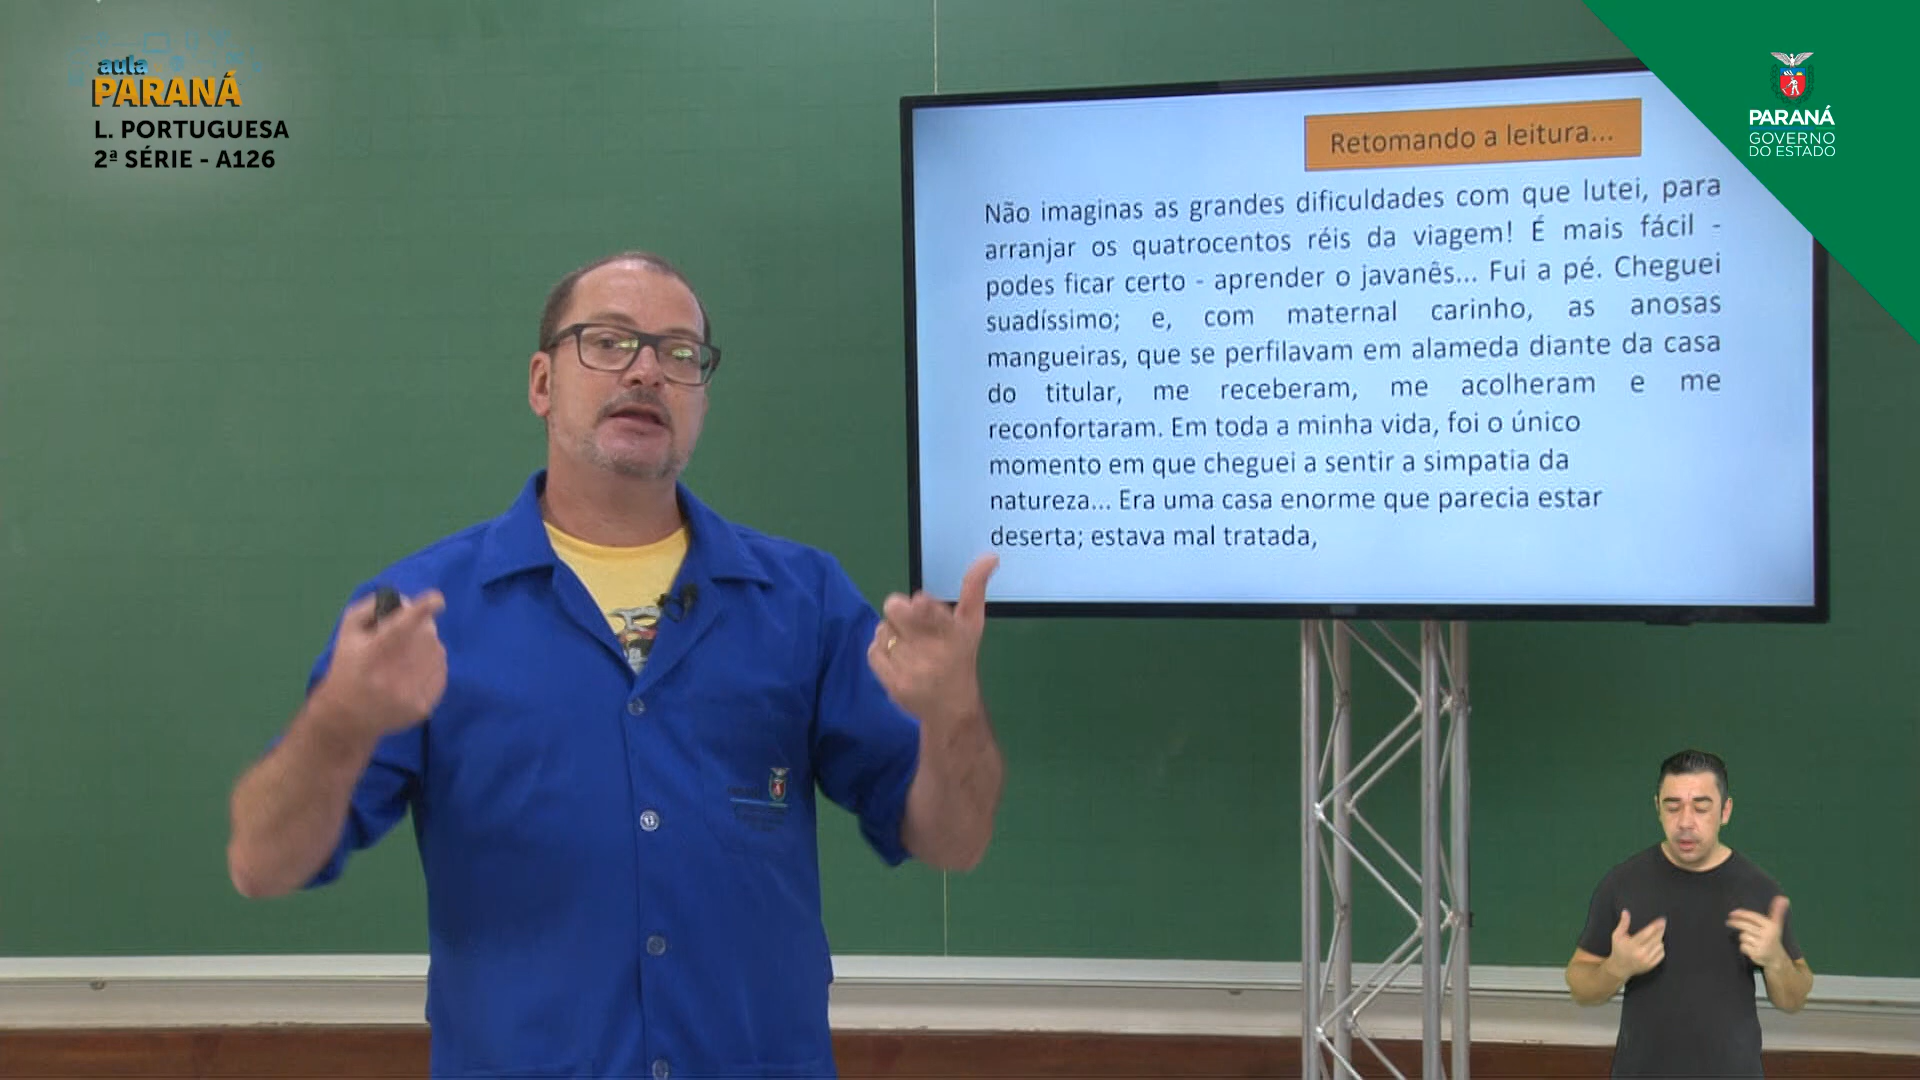 aula
PARANÁ
L. PORTUGUESA
2ª SÉRIE - A126
PARANÁ
GOVERNO
DO ESTADO
Retomando a leitura...
Não imaginas as grandes dificuldades com que lutei, para
arranjar os quatrocentos réis da viagem! É mais fácil -
podes ficar certo - aprender o javanês... Fui a pé. Cheguei
suadíssimo; e, com maternal carinho, as anosas
mangueiras, que se perfilavam em alameda diante da casa
do titular, me receberam, me acolheram e me
reconfortaram. Em toda a minha vida, foi o único
momento em que cheguei a sentir a simpatia da
natureza... Era uma casa enorme que parecia estar
deserta; estava mal tratada,